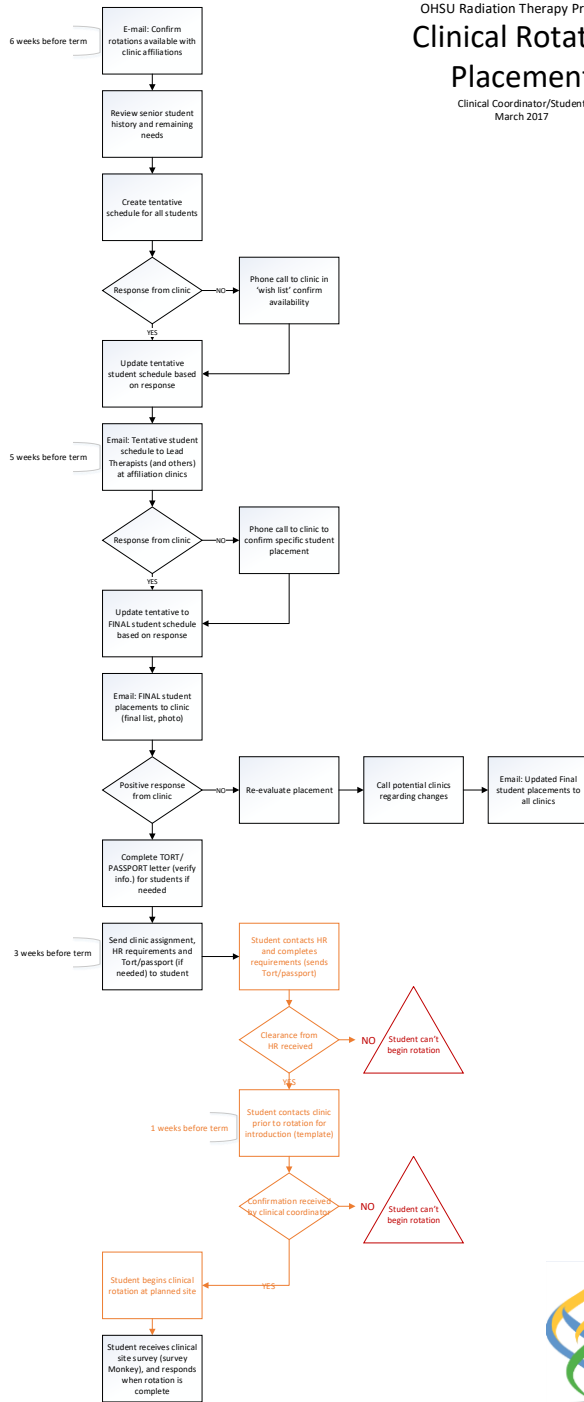 OHSU Radiation Therapy Pr
Clinical Rotat
Placement
Clinical Coordinator/Student
March 2017
6 weeks before term
E-mail: Confirm
rotations available with
clinic affiliations
Review senior student
history and remaining
needs
Create tentative
schedule for all students
Response from clinic
NO
Phone call to clinic in
‘wish list’ confirm
availability
YES
Update tentative
student schedule based
on response
5 weeks before term
Email: Tentative student
schedule to Lead
Therapists (and others)
at affiliation clinics
Response from clinic
NO
Phone call to clinic to
confirm specific student
placement
YES
Update tentative to
FINAL student schedule
based on response
Email: FINAL student
placements to clinic
(final list, photo)
Positive response
from clinic
NO
Re-evaluate placement
Call potential clinics
regarding changes
Email: Updated Final
student placements to
all clinics
Complete TORT/
PASSPORT letter (verify
info.) for students if
needed
3 weeks before term
Send clinic assignment,
HR requirements and
Tort/passport (if
needed) to student
Student contacts HR
and completes
requirements (sends
Tort/passport)
Clearance from
HR received
NO
Student can’t
begin rotation
YES
1 weeks before term
Student contacts clinic
prior to rotation for
introduction (template)
Confirmation received
by clinical coordinator
NO
Student can’t
begin rotation
YES
Student begins clinical
rotation at planned site
Student receives clinical
site survey (survey
Monkey), and responds
when rotation is
complete